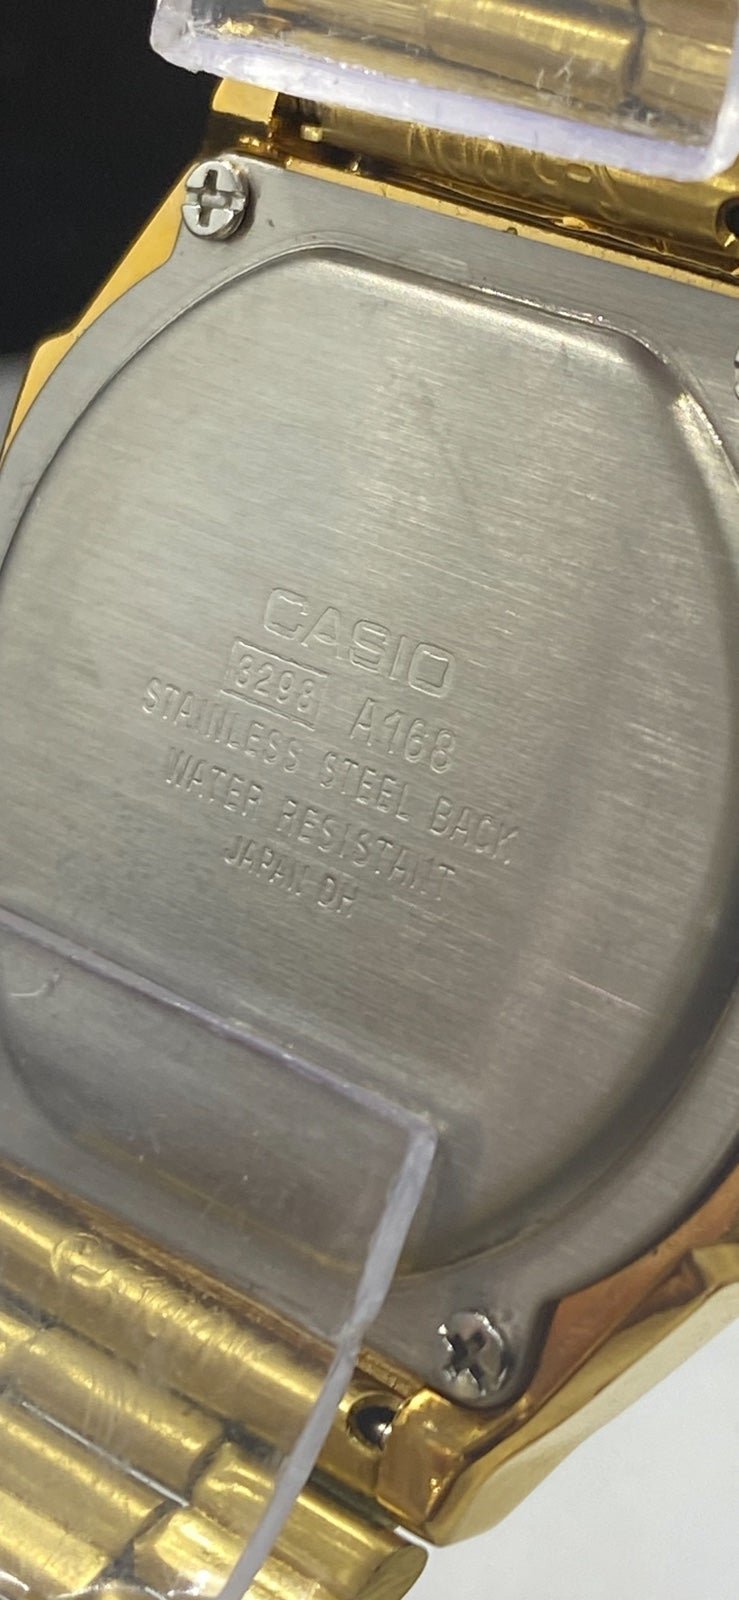 CASIO
3298 A168
STAINLESS STEEL BACK
WATER RESISTANT
JAPAN DH